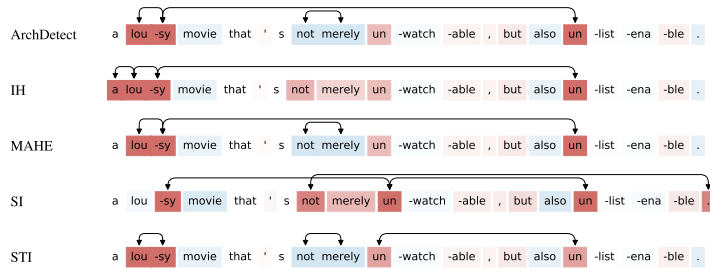 ArchDetect a lou -sy movie that ' s not merely un -watch -able , but also un -list -ena -ble .
IH a lou -sy movie that ' s not merely un -watch -able , but also un -list -ena -ble .
MAHE a lou -sy movie that ' s not merely un -watch -able , but also un -list -ena -ble .
SI a lou -sy movie that ' s not merely un -watch -able , but also un -list -ena -ble .
STI a lou -sy movie that ' s not merely un -watch -able , but also un -list -ena -ble .